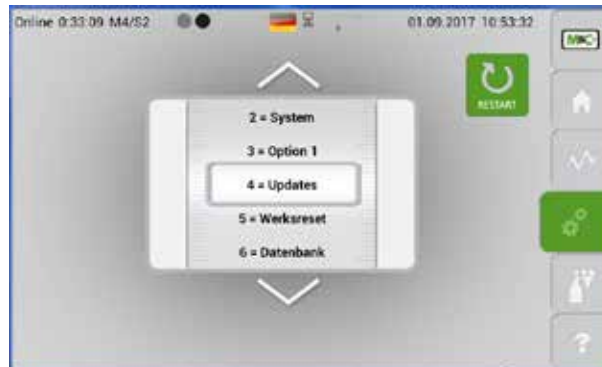 Online 0:33:09 M4/S2 01.09.2017 10:53:32
RESTART
2 = System
3 = Option 1
4 = Updates
5 = Werksreset
6 = Datenbank
?